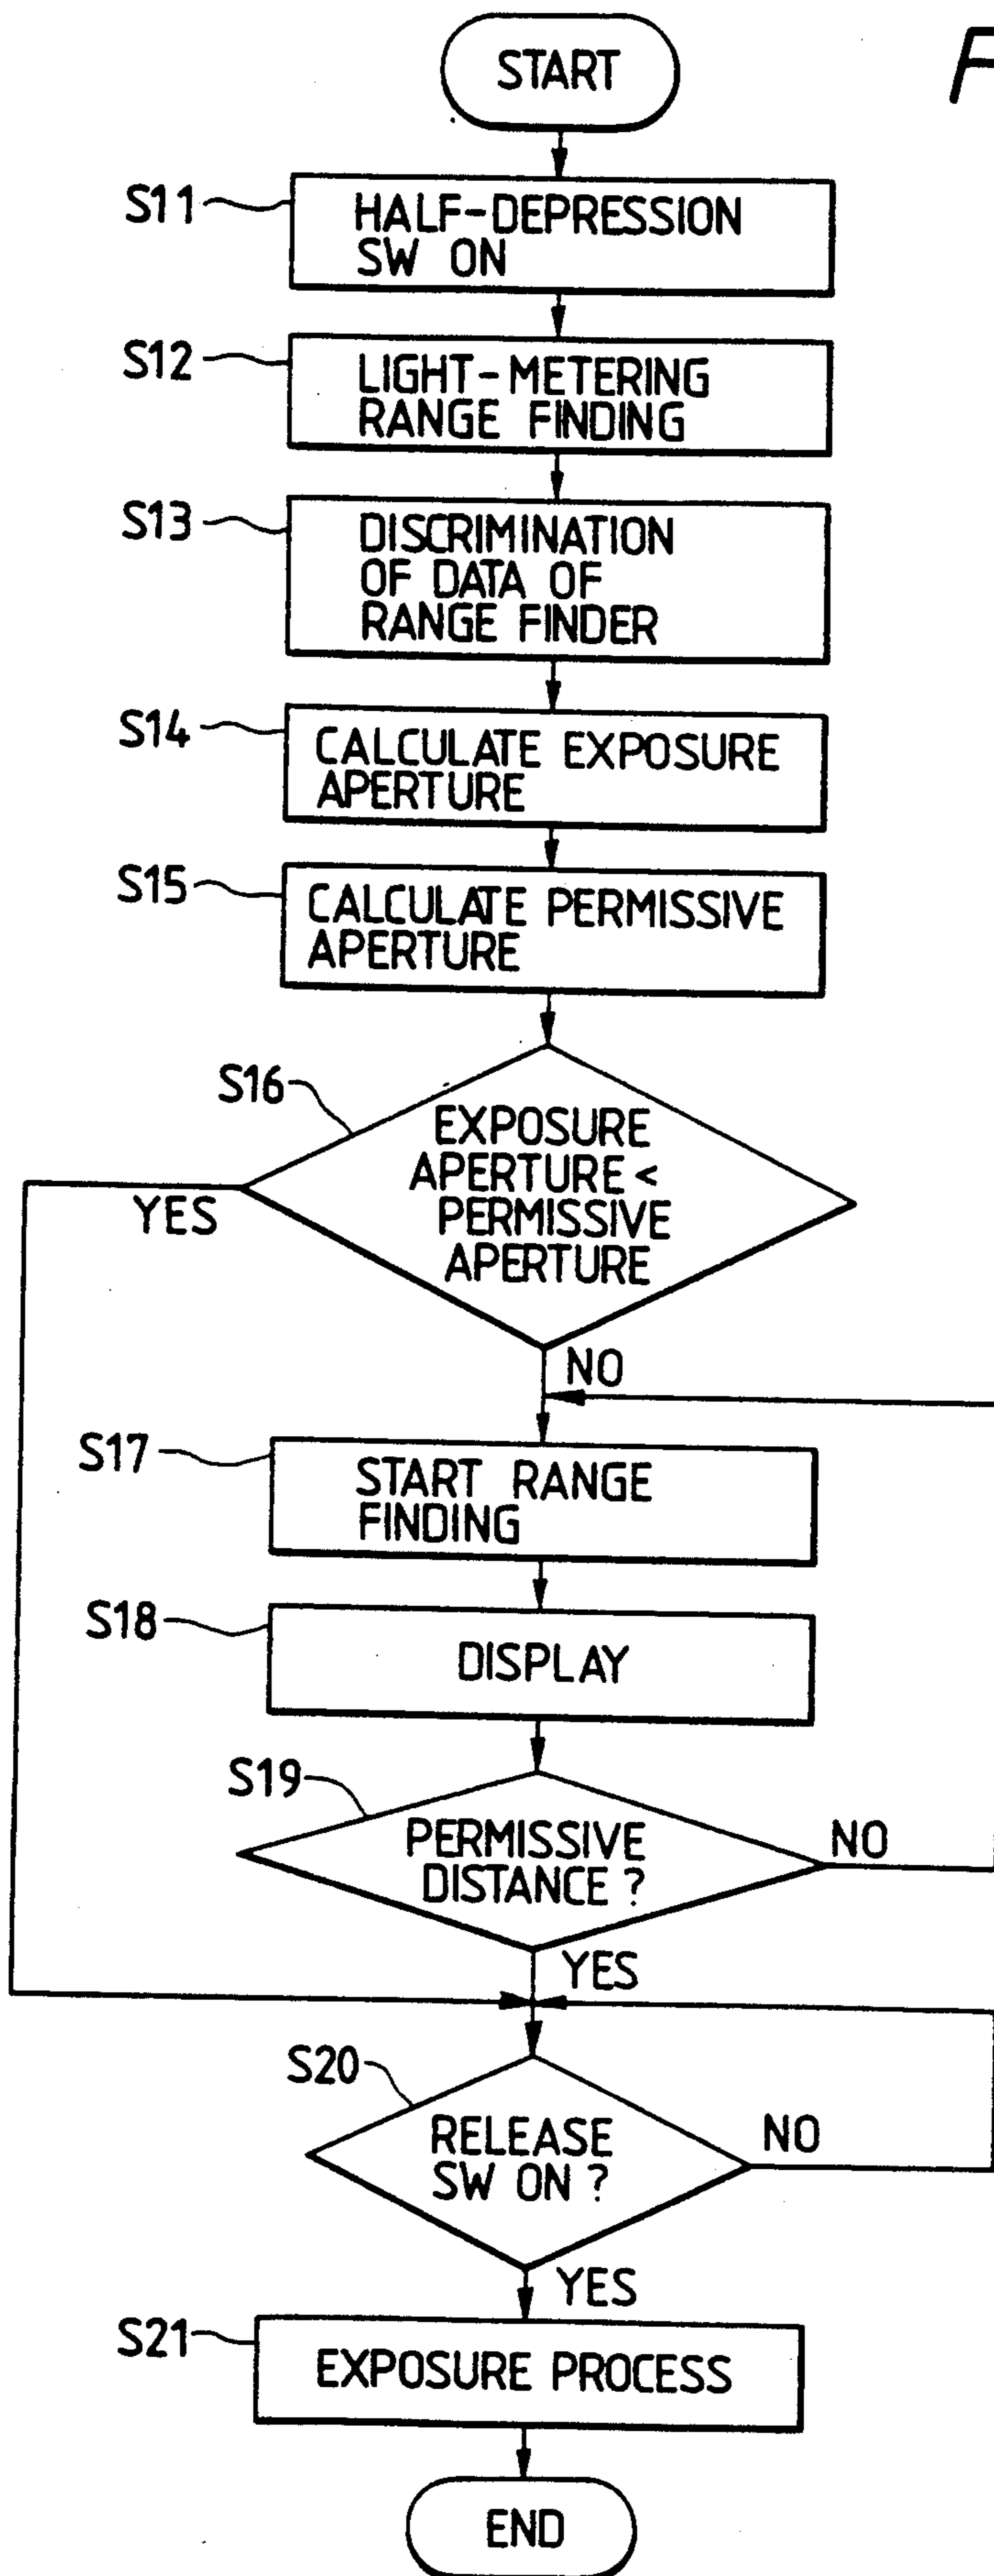 START
F
S11
HALF-DEPRESSION
SW ON
S12
LIGHT-METERING
RANGE FINDING
S13
DISCRIMINATION
OF DATA OF
RANGE FINDER
S14
CALCULATE EXPOSURE
APERTURE
S15
CALCULATE PERMISSIVE
APERTURE
S16
EXPOSURE
APERTURE <
PERMISSIVE
APERTURE
YES
NO
S17
START RANGE
FINDING
S18
DISPLAY
S19
PERMISSIVE
DISTANCE ?
NO
YES
S20
RELEASE
SW ON ?
NO
YES
S21
EXPOSURE PROCESS
END